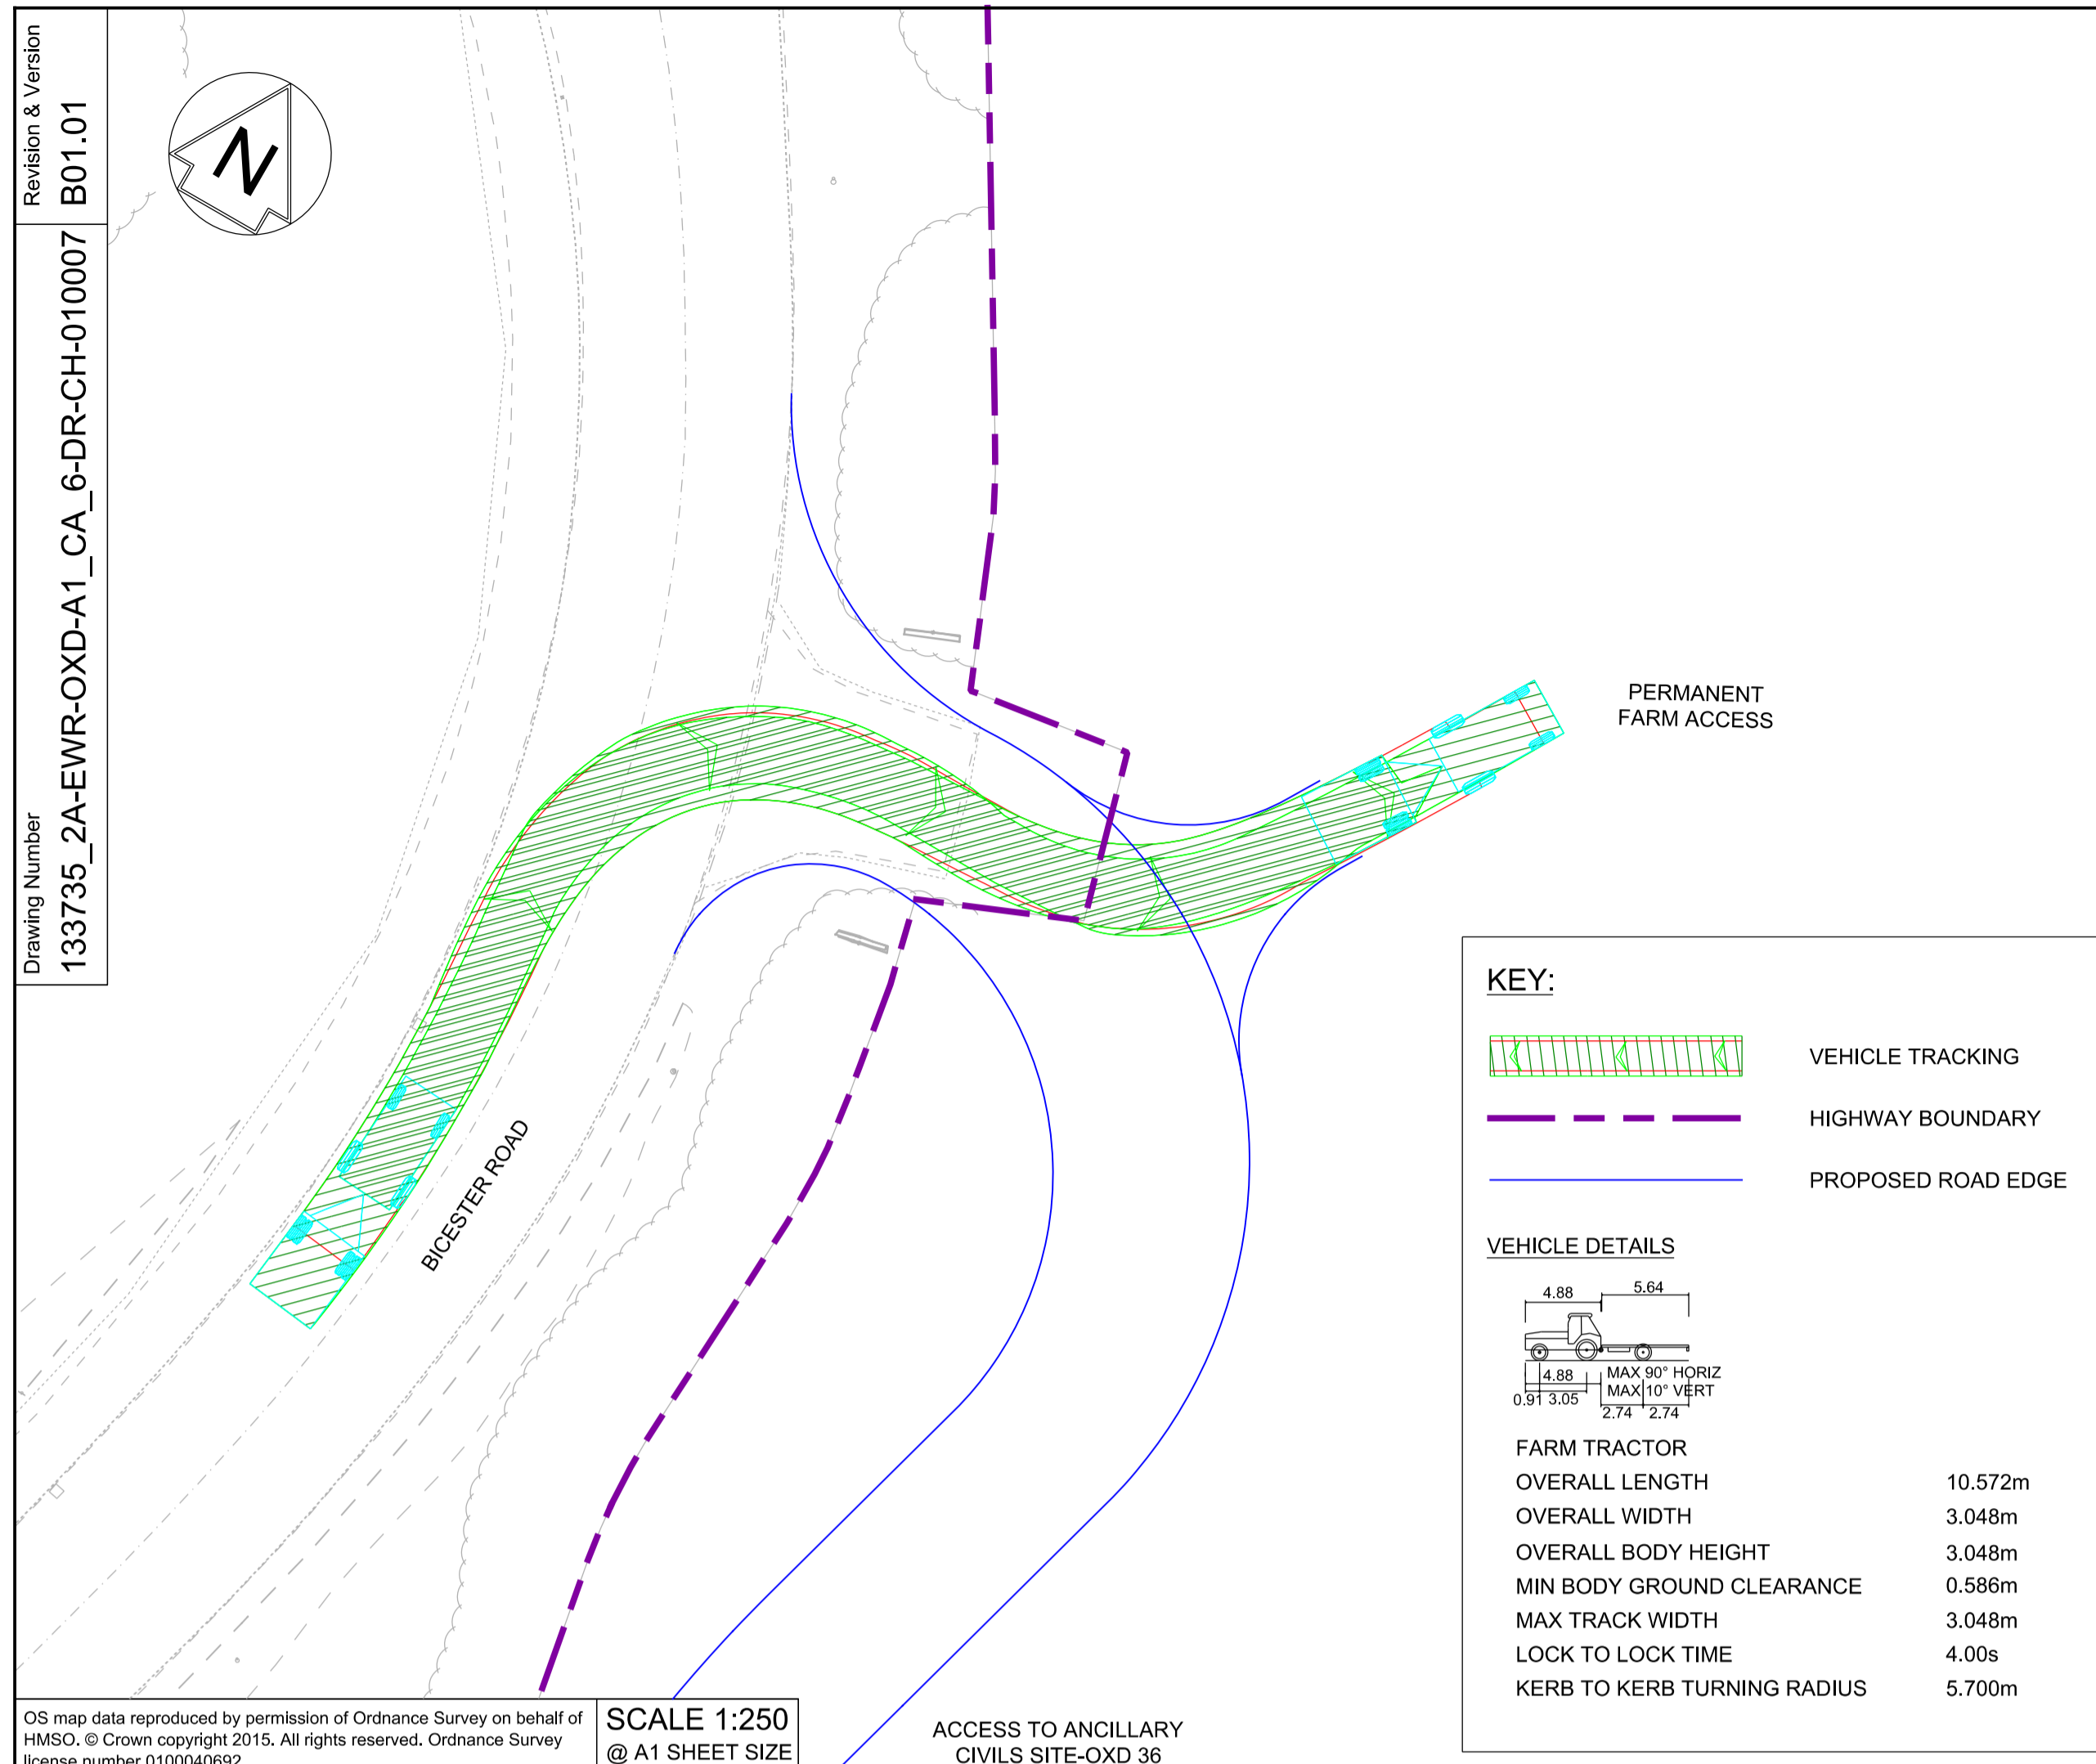 Revision & Version
B01.01
Drawing Number
133735_2A-EWR-OXD-A1_CA_6-DR-CH-010007
N
PERMANENT
FARM ACCESS
BICESTER ROAD
KEY:
VEHICLE TRACKING
HIGHWAY BOUNDARY
PROPOSED ROAD EDGE
VEHICLE DETAILS
4.88 5.64
4.88 MAX 90° HORIZ
0.91 3.05 MAX 10° VERT
2.74 2.74
FARM TRACTOR
OVERALL LENGTH 10.572m
OVERALL WIDTH 3.048m
OVERALL BODY HEIGHT 3.048m
MIN BODY GROUND CLEARANCE 0.586m
MAX TRACK WIDTH 3.048m
LOCK TO LOCK TIME 4.00s
KERB TO KERB TURNING RADIUS 5.700m
OS map data reproduced by permission of Ordnance Survey on behalf of
HMSO. © Crown copyright 2015. All rights reserved. Ordnance Survey
license number 0100040692
SCALE 1:250
@ A1 SHEET SIZE
ACCESS TO ANCILLARY
CIVILS SITE-OXD 36